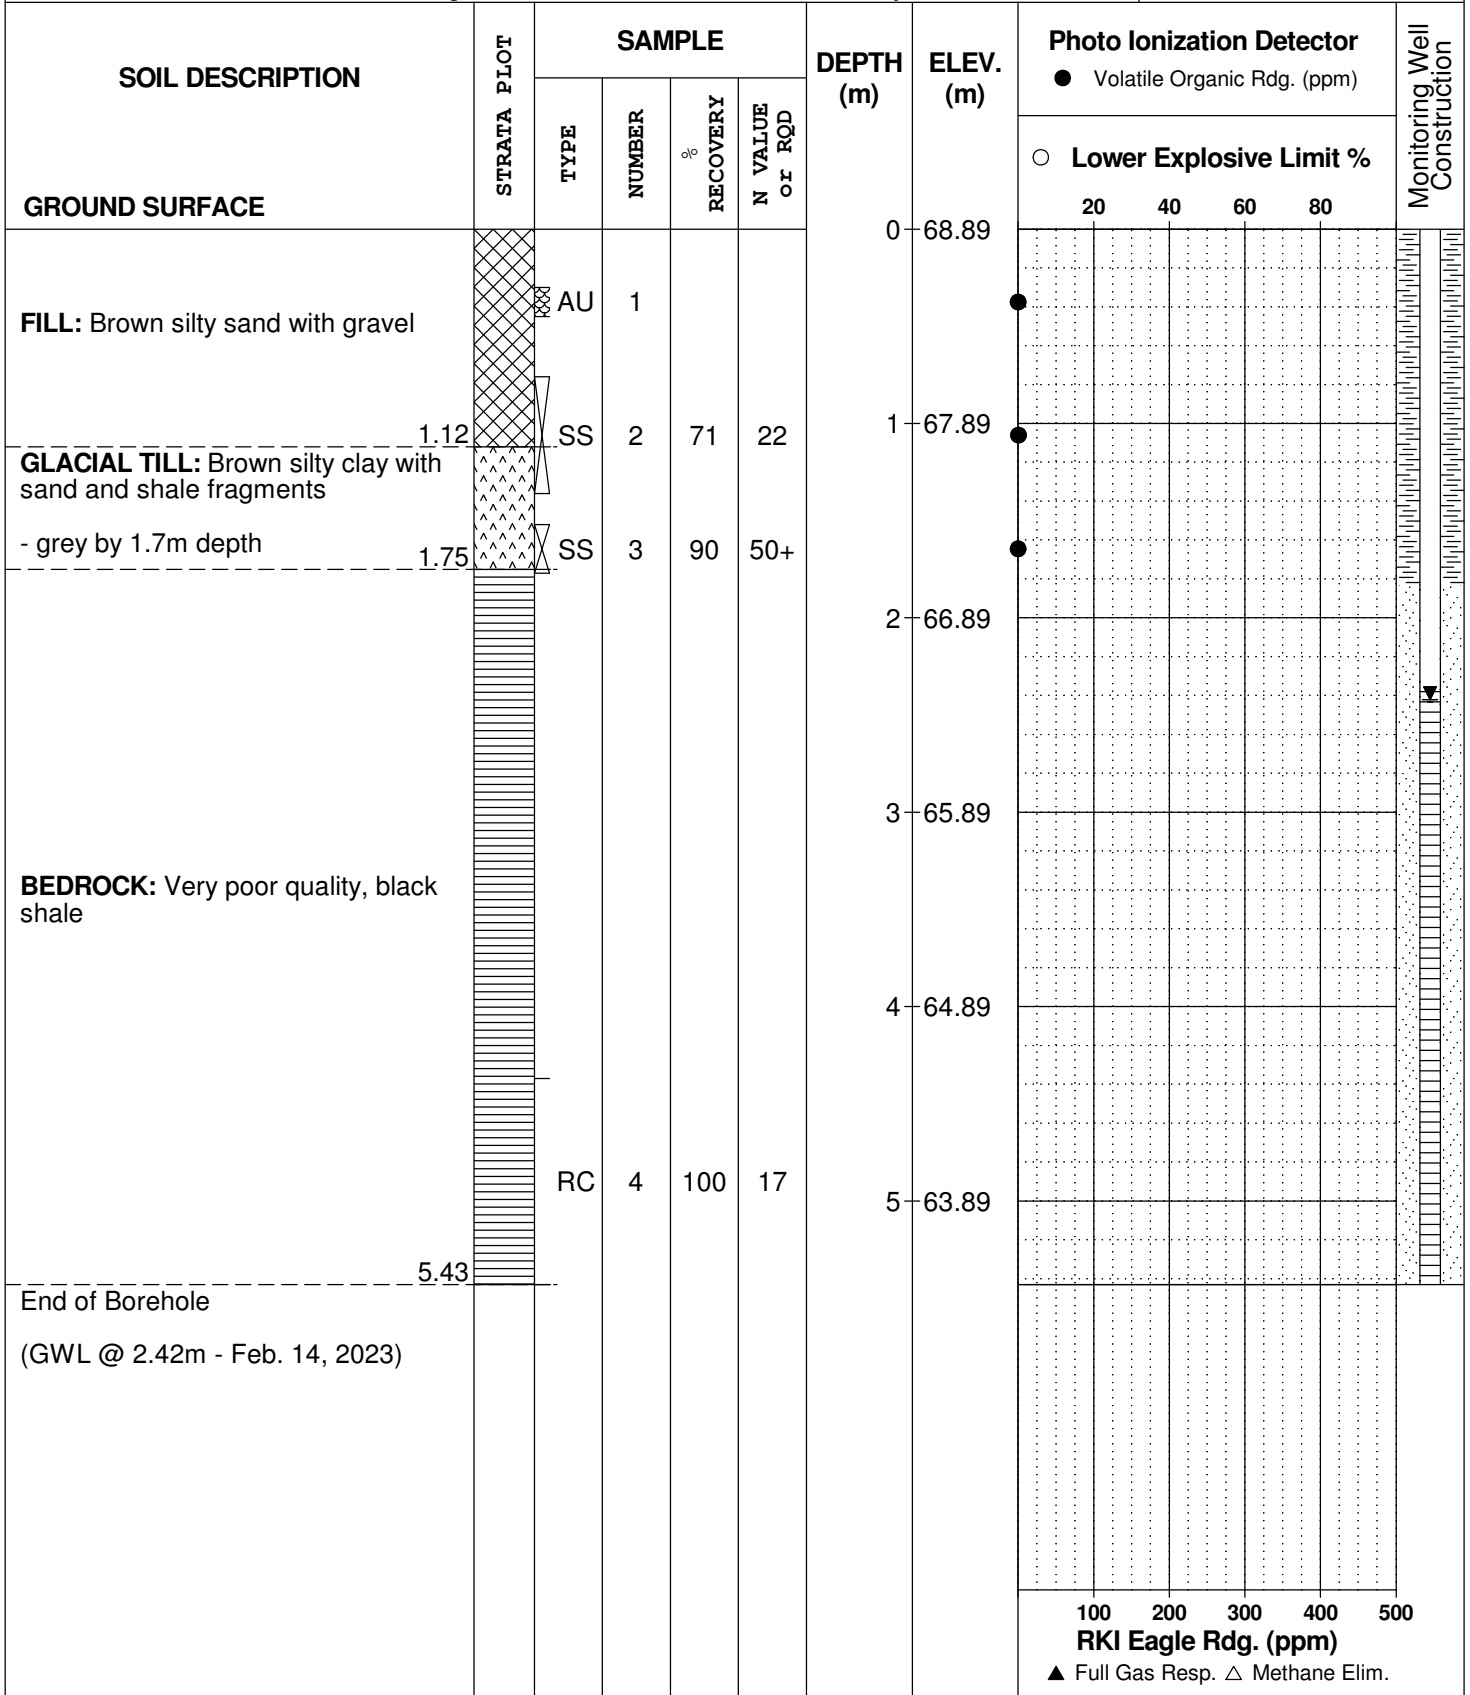 SOIL DESCRIPTION
GROUND SURFACE
STRATA PLOT
SAMPLE
TYPE
NUMBER
% RECOVERY
N VALUE
or RQD
DEPTH
(m)
ELEV.
(m)
Photo Ionization Detector
● Volatile Organic Rdg. (ppm)
○ Lower Explosive Limit %
20 40 60 80
Monitoring Well
Construction
0 68.89
FILL: Brown silty sand with gravel
AU 1
1.12
SS 2 71 22
1 67.89
GLACIAL TILL: Brown silty clay with
sand and shale fragments
- grey by 1.7m depth
1.75
SS 3 90 50+
2 66.89
3 65.89
BEDROCK: Very poor quality, black
shale
4 64.89
RC 4 100 17
5 63.89
5.43
End of Borehole
(GWL @ 2.42m - Feb. 14, 2023)
100 200 300 400 500
RKI Eagle Rdg. (ppm)
▲ Full Gas Resp. △ Methane Elim.